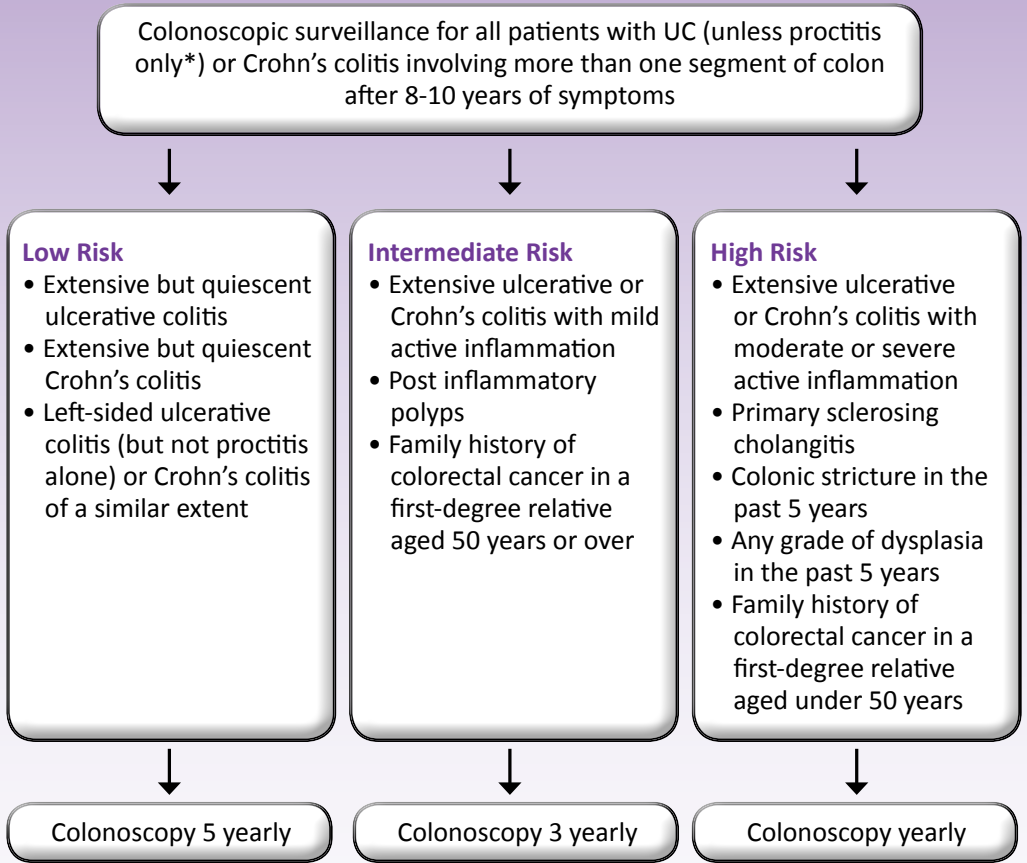 Colonoscopic surveillance for all patients with UC (unless proctitis
only*) or Crohn’s colitis involving more than one segment of colon
after 8-10 years of symptoms
Low Risk
• Extensive but quiescent
ulcerative colitis
• Extensive but quiescent
Crohn’s colitis
• Left-sided ulcerative
colitis (but not proctitis
alone) or Crohn’s colitis
of a similar extent
Intermediate Risk
• Extensive ulcerative or
Crohn’s colitis with mild
active inflammation
• Post inflammatory
polyps
• Family history of
colorectal cancer in a
first-degree relative
aged 50 years or over
High Risk
• Extensive ulcerative
or Crohn’s colitis with
moderate or severe
active inflammation
• Primary sclerosing
cholangitis
• Colonic stricture in the
past 5 years
• Any grade of dysplasia
in the past 5 years
• Family history of
colorectal cancer in a
first-degree relative
aged under 50 years
Colonoscopy 5 yearly
Colonoscopy 3 yearly
Colonoscopy yearly